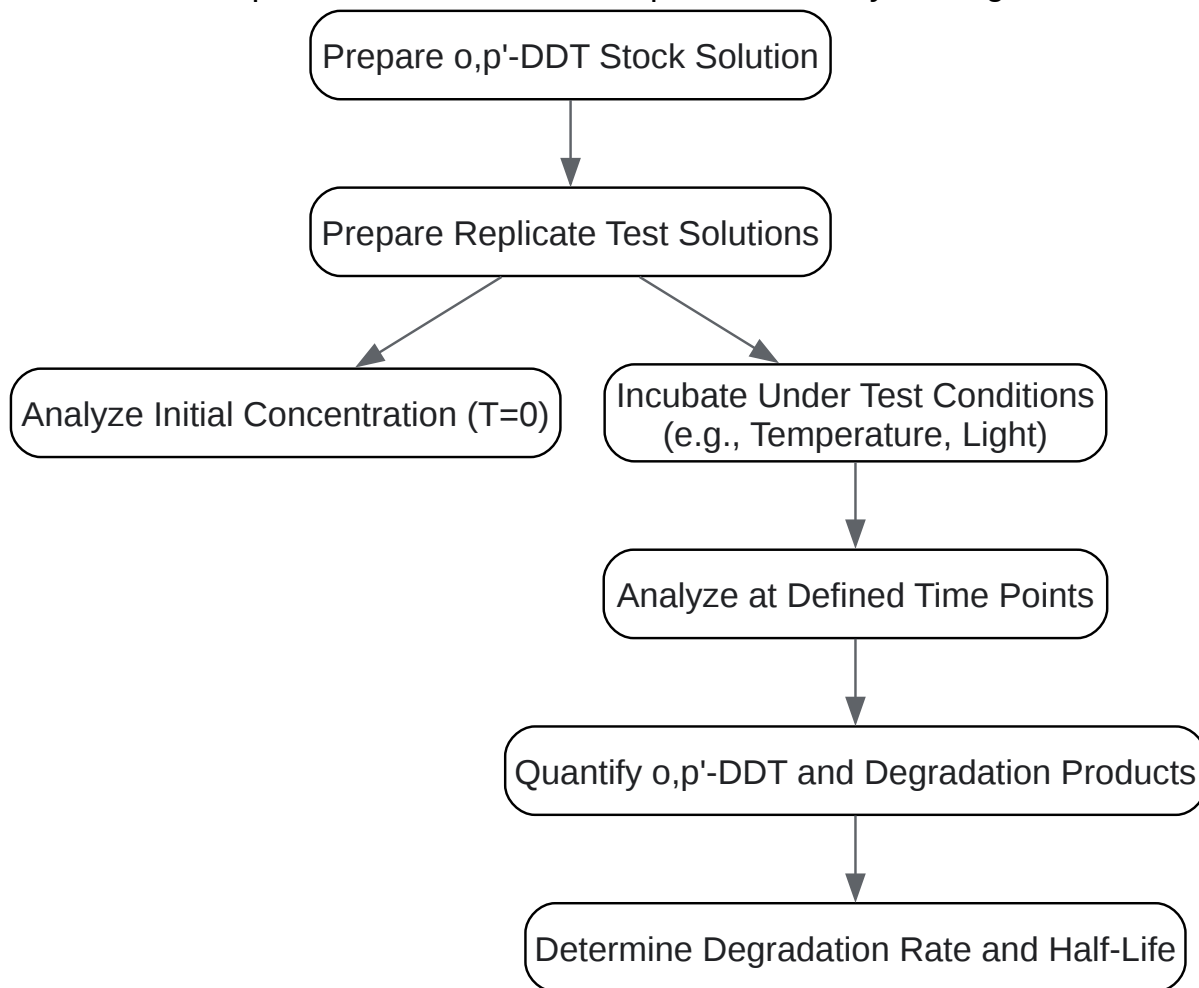 Prepare o,p'-DDT Stock Solution
Prepare Replicate Test Solutions
Analyze Initial Concentration (T=0)
Incubate Under Test Conditions
(e.g., Temperature, Light)
Analyze at Defined Time Points
Quantify o,p'-DDT and Degradation Products
Determine Degradation Rate and Half-Life